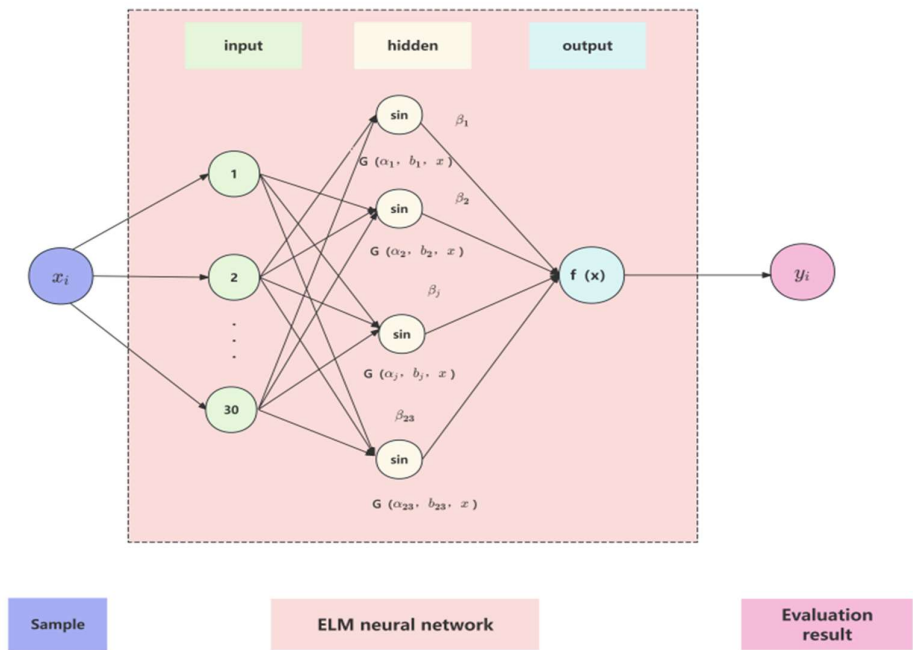 input
hidden
output
sin
β₁
G (α₁, b₁, x)
1
sin
β₂
G (α₂, b₂, x)
xᵢ
2
f (x)
yᵢ
βⱼ
sin
G (αⱼ, bⱼ, x)
.
.
.
30
β₂₃
sin
G (α₂₃, b₂₃, x)
Sample
ELM neural network
Evaluation
result